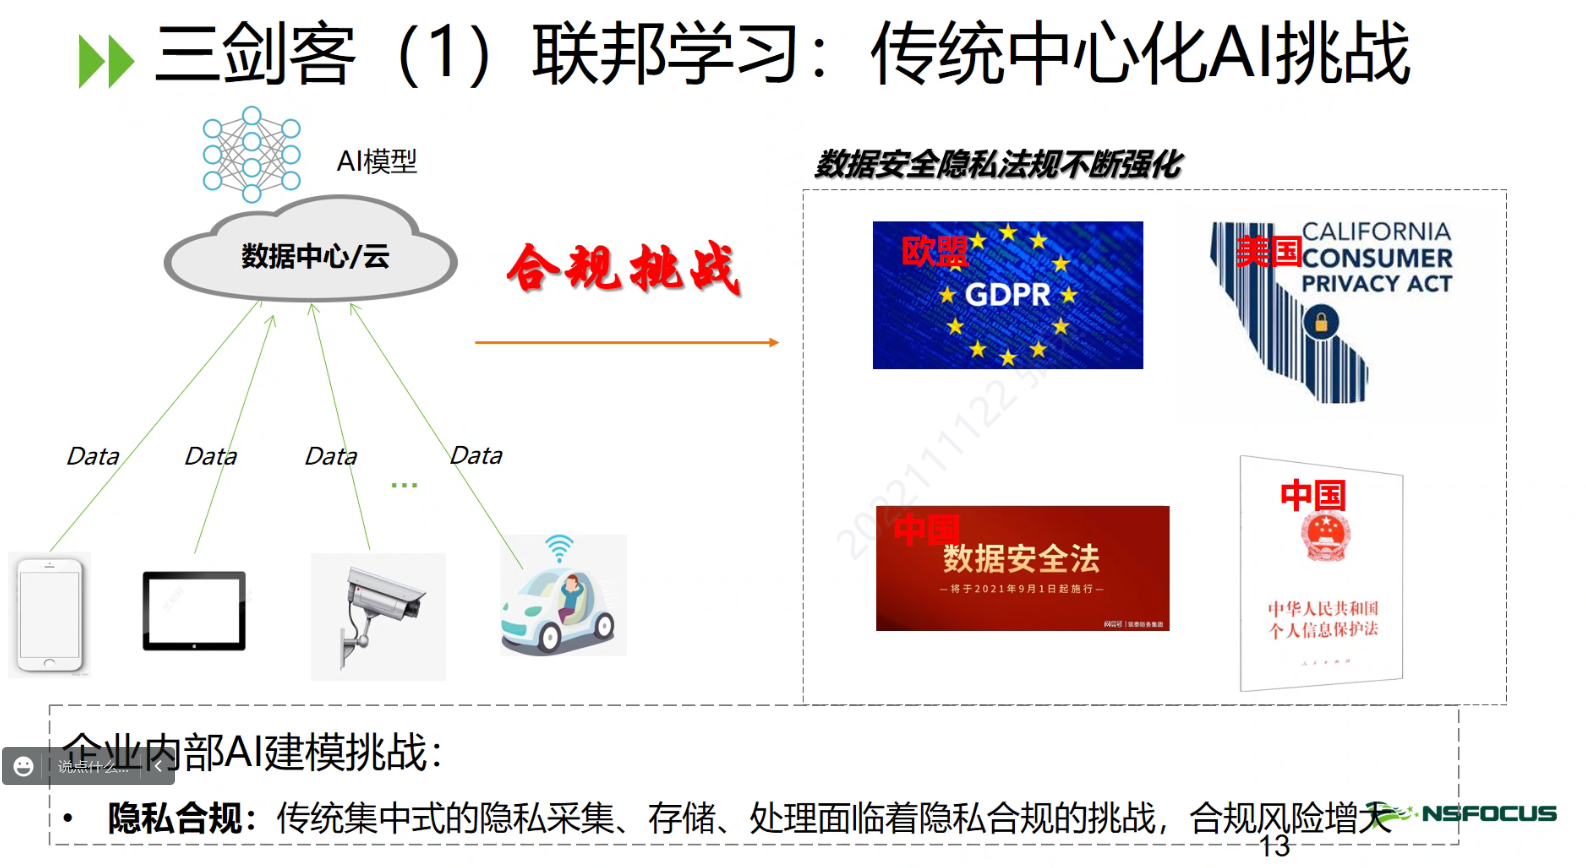 三剑客（1）联邦学习：传统中心化AI挑战
AI模型
数据中心/云
合规挑战
Data
Data
Data
Data
...
数据安全隐私法规不断强化
欧盟
GDPR
美国
CALIFORNIA
CONSUMER
PRIVACY ACT
中国
数据安全法
—将于2021年9月1日起施行—
中国
中华人民共和国
个人信息保护法
2022111122
企业内部AI建模挑战：
说点什么...
• 隐私合规：传统集中式的隐私采集、存储、处理面临着隐私合规的挑战，合规风险增大
NSFOCUS
13